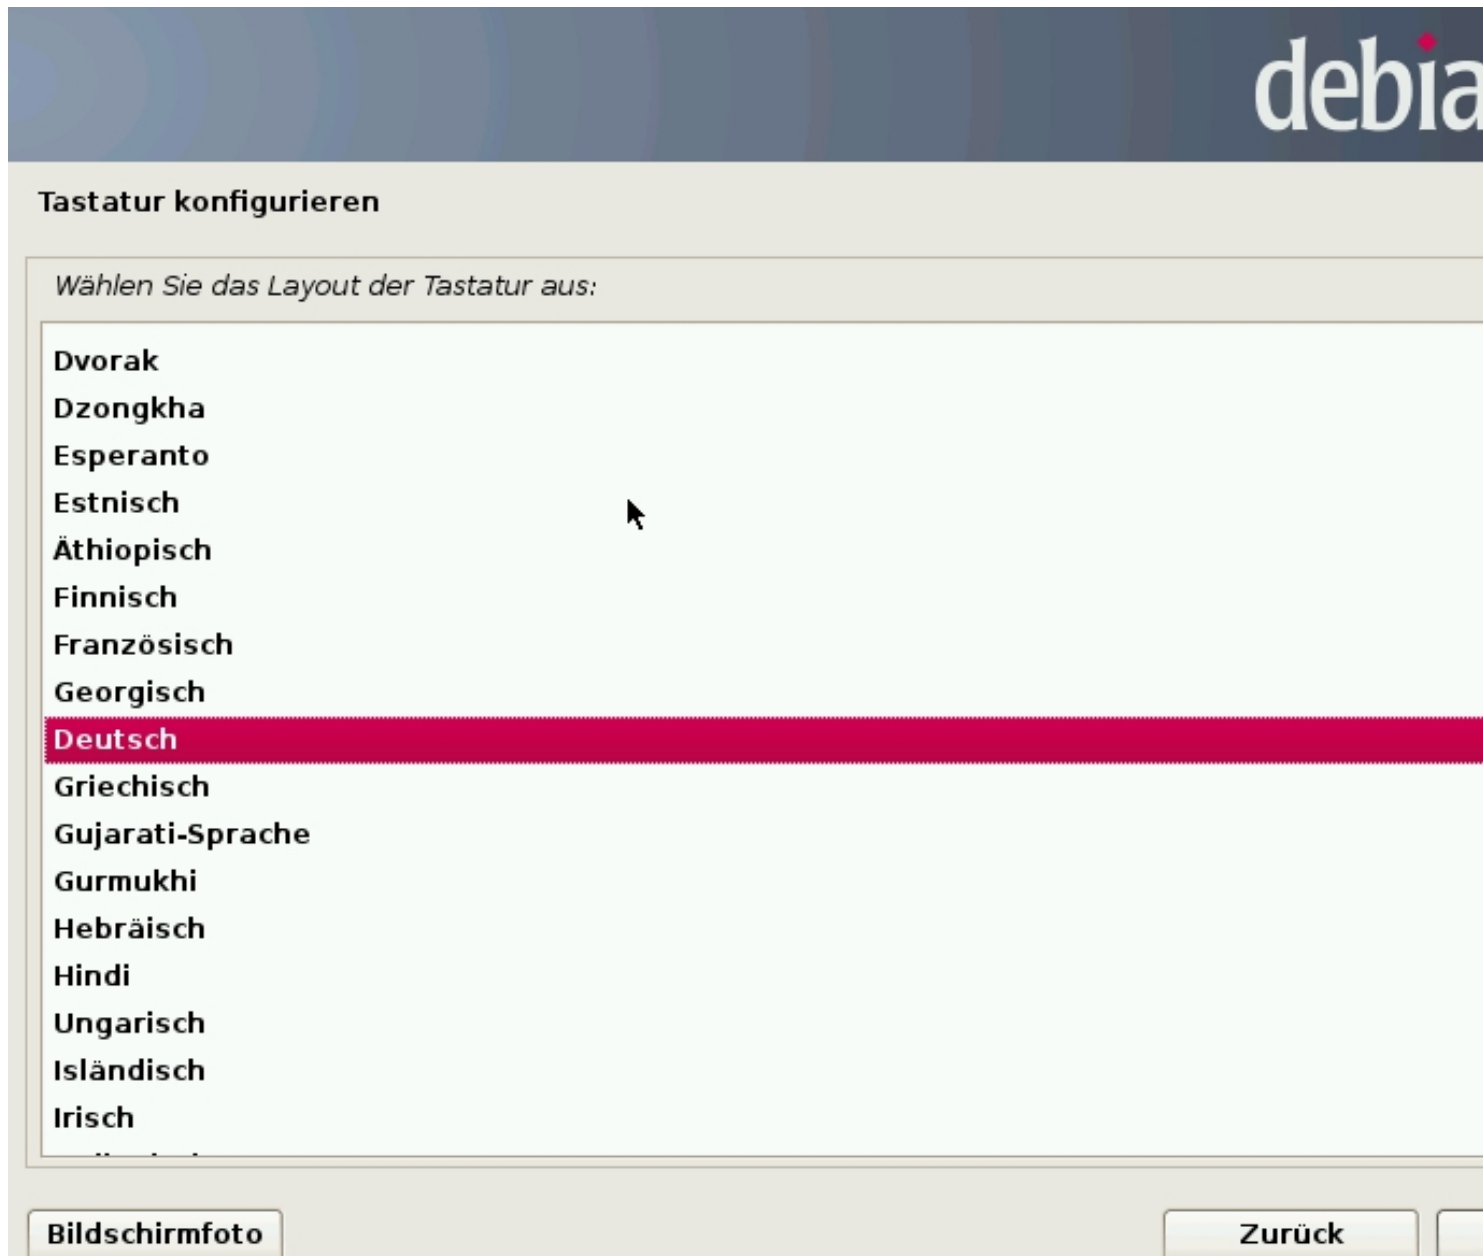 debia
Tastatur konfigurieren
Wählen Sie das Layout der Tastatur aus:
Dvorak
Dzongkha
Esperanto
Estnisch
Äthiopisch
Finnisch
Französisch
Georgisch
Deutsch
Griechisch
Gujarati-Sprache
Gurmukhi
Hebräisch
Hindi
Ungarisch
Isländisch
Irisch
Bildschirmfoto
Zurück